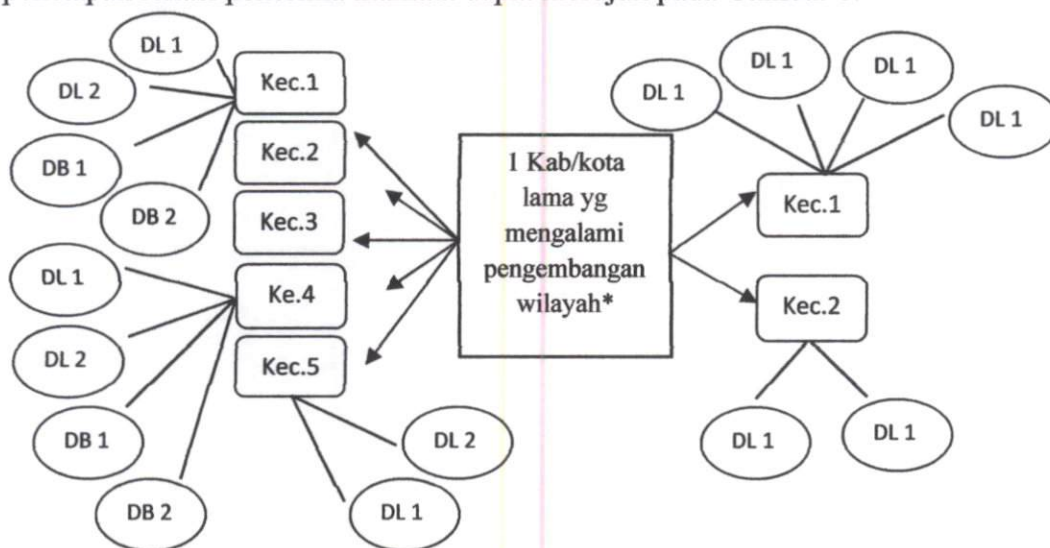 DL 1
DL 2
DB 1
DB 2
Kec.1
Kec.2
Kec.3
Ke.4
Kec.5
DL 1
DL 2
DB 1
DB 2
DL 2
DL 1
1 Kab/kota
lama yg
mengalami
pengembangan
wilayah*
DL 1
DL 1
DL 1
DL 1
Kec.1
Kec.2
DL 1
DL 1